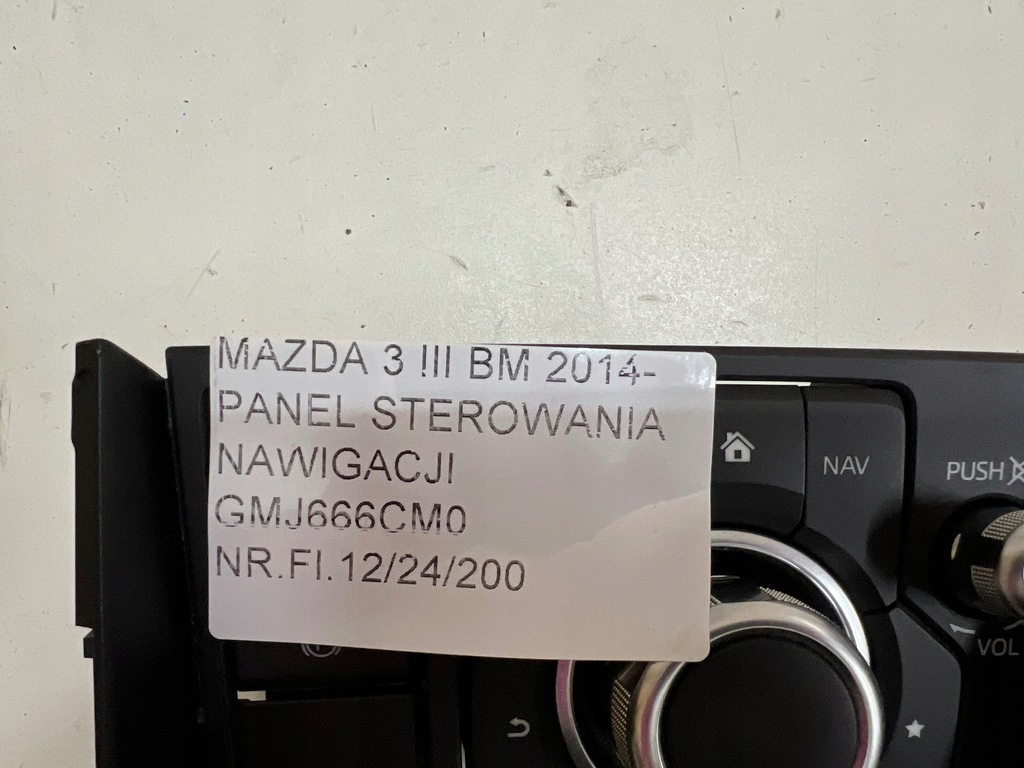 MAZDA 3 III BM 2014-
PANEL STEROWANIA
NAWIGACJI
GMJ666CM0
NR.FI.12/24/200
NAV
PUSH
VOL